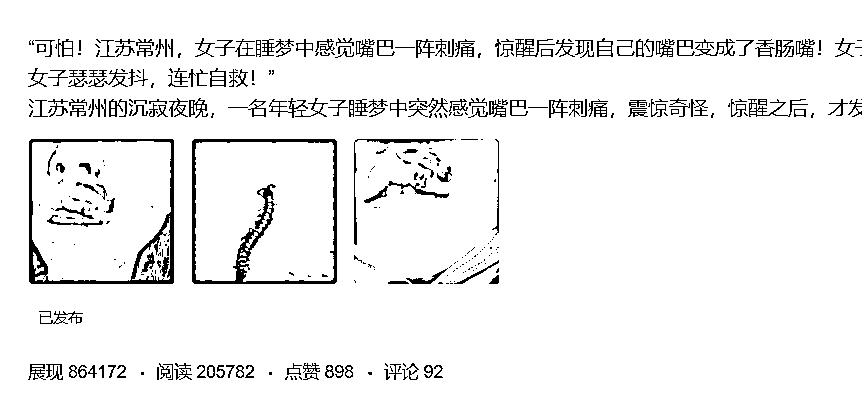 “可怕！江苏常州，女子在睡梦中感觉嘴巴一阵刺痛，惊醒后发现自己的嘴巴变成了香肠嘴！女子
女子瑟瑟发抖，连忙自救！”
江苏常州的沉寂夜晚，一名年轻女子睡梦中突然感觉嘴巴一阵刺痛，震惊奇怪，惊醒之后，才发
已发布
展现 864172 · 阅读 205782 · 点赞 898 · 评论 92